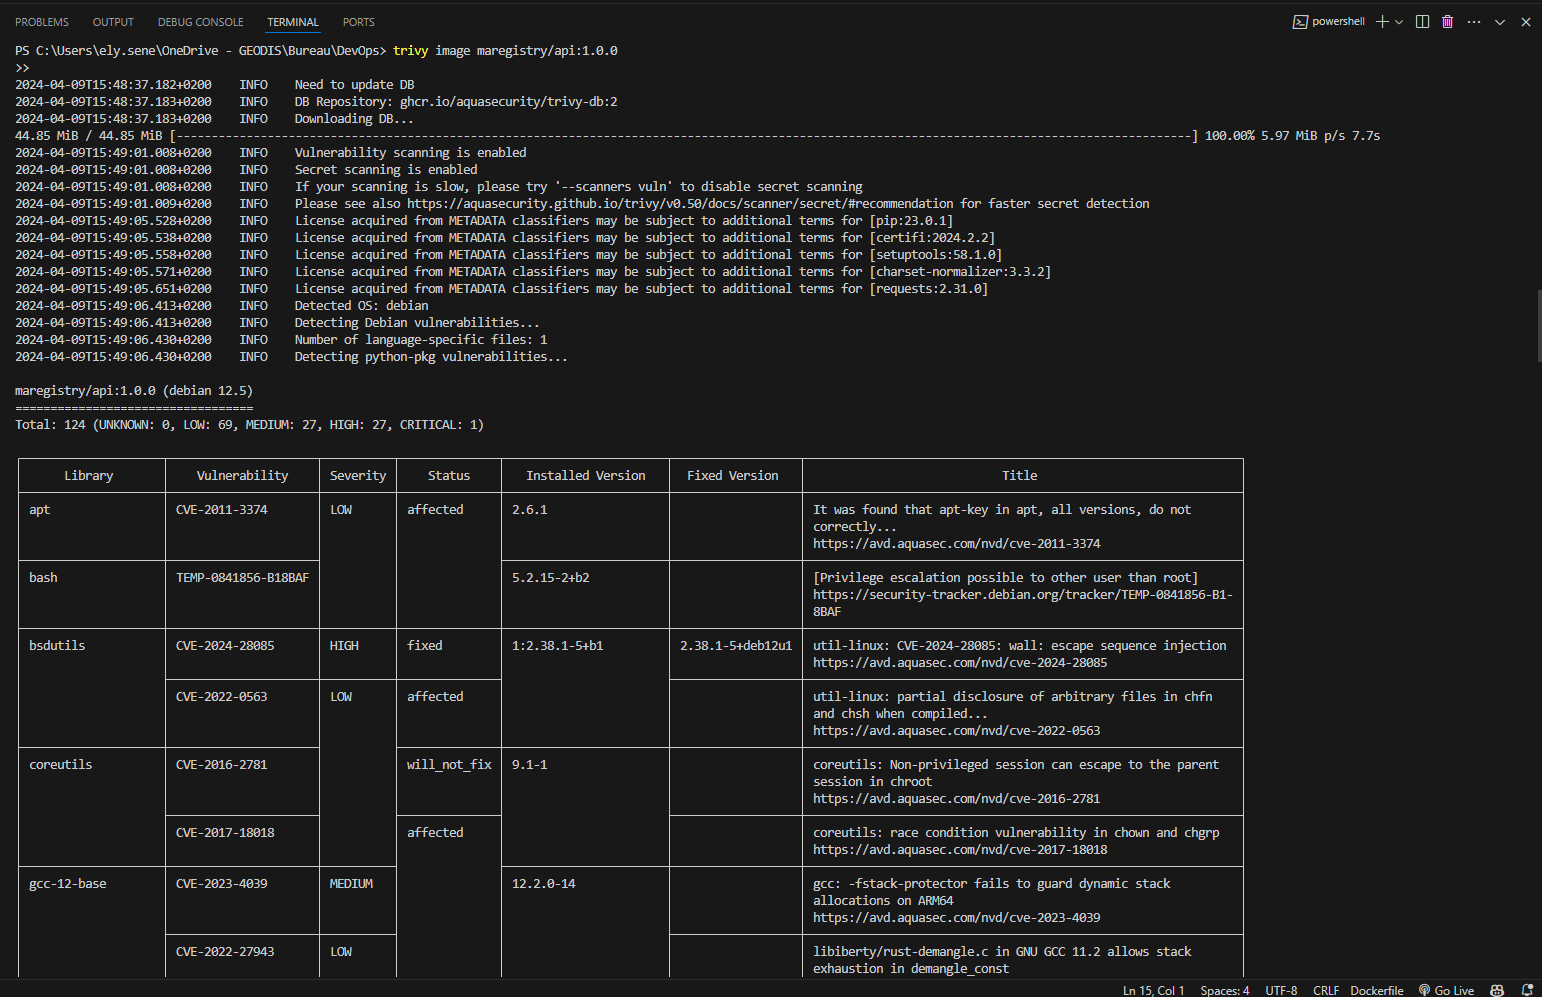 PROBLEMS OUTPUT DEBUG CONSOLE TERMINAL PORTS powershell
PS C:\Users\ely.sene\OneDrive - GEODIS\Bureau\DevOps> trivy image maregistry/api:1.0.0
>>
2024-04-09T15:48:37.182+0200 INFO Need to update DB
2024-04-09T15:48:37.183+0200 INFO DB Repository: ghcr.io/aquasecurity/trivy-db:2
2024-04-09T15:48:37.183+0200 INFO Downloading DB...
44.85 MiB / 44.85 MiB [-------------------------------------------------------------------------------------------------------------------------------------------------] 100.00% 5.97 MiB p/s 7.7s
2024-04-09T15:49:01.008+0200 INFO Vulnerability scanning is enabled
2024-04-09T15:49:01.008+0200 INFO Secret scanning is enabled
2024-04-09T15:49:01.008+0200 INFO If your scanning is slow, please try '--scanners vuln' to disable secret scanning
2024-04-09T15:49:01.009+0200 INFO Please see also https://aquasecurity.github.io/trivy/v0.50/docs/scanner/secret/#recommendation for faster secret detection
2024-04-09T15:49:05.528+0200 INFO License acquired from METADATA classifiers may be subject to additional terms for [pip:23.0.1]
2024-04-09T15:49:05.538+0200 INFO License acquired from METADATA classifiers may be subject to additional terms for [certifi:2024.2.2]
2024-04-09T15:49:05.558+0200 INFO License acquired from METADATA classifiers may be subject to additional terms for [setuptools:58.1.0]
2024-04-09T15:49:05.571+0200 INFO License acquired from METADATA classifiers may be subject to additional terms for [charset-normalizer:3.3.2]
2024-04-09T15:49:05.651+0200 INFO License acquired from METADATA classifiers may be subject to additional terms for [requests:2.31.0]
2024-04-09T15:49:06.413+0200 INFO Detected OS: debian
2024-04-09T15:49:06.413+0200 INFO Detecting Debian vulnerabilities...
2024-04-09T15:49:06.430+0200 INFO Number of language-specific files: 1
2024-04-09T15:49:06.430+0200 INFO Detecting python-pkg vulnerabilities...
maregistry/api:1.0.0 (debian 12.5)
==================================
Total: 124 (UNKNOWN: 0, LOW: 69, MEDIUM: 27, HIGH: 27, CRITICAL: 1)
Library Vulnerability Severity Status Installed Version Fixed Version Title
apt CVE-2011-3374 LOW affected 2.6.1 It was found that apt-key in apt, all versions, do not
correctly...
https://avd.aquasec.com/nvd/cve-2011-3374
bash TEMP-0841856-B18BAF 5.2.15-2+b2 [Privilege escalation possible to other user than root]
https://security-tracker.debian.org/tracker/TEMP-0841856-B1-
8BAF
bsdutils CVE-2024-28085 HIGH fixed 1:2.38.1-5+b1 2.38.1-5+deb12u1 util-linux: CVE-2024-28085: wall: escape sequence injection
https://avd.aquasec.com/nvd/cve-2024-28085
CVE-2022-0563 LOW affected util-linux: partial disclosure of arbitrary files in chfn
and chsh when compiled...
https://avd.aquasec.com/nvd/cve-2022-0563
coreutils CVE-2016-2781 will_not_fix 9.1-1 coreutils: Non-privileged session can escape to the parent
session in chroot
https://avd.aquasec.com/nvd/cve-2016-2781
CVE-2017-18018 affected coreutils: race condition vulnerability in chown and chgrp
https://avd.aquasec.com/nvd/cve-2017-18018
gcc-12-base CVE-2023-4039 MEDIUM 12.2.0-14 gcc: -fstack-protector fails to guard dynamic stack
allocations on ARM64
https://avd.aquasec.com/nvd/cve-2023-4039
CVE-2022-27943 LOW libiberty/rust-demangle.c in GNU GCC 11.2 allows stack
exhaustion in demangle_const
Ln 15, Col 1 Spaces: 4 UTF-8 CRLF Dockerfile Go Live